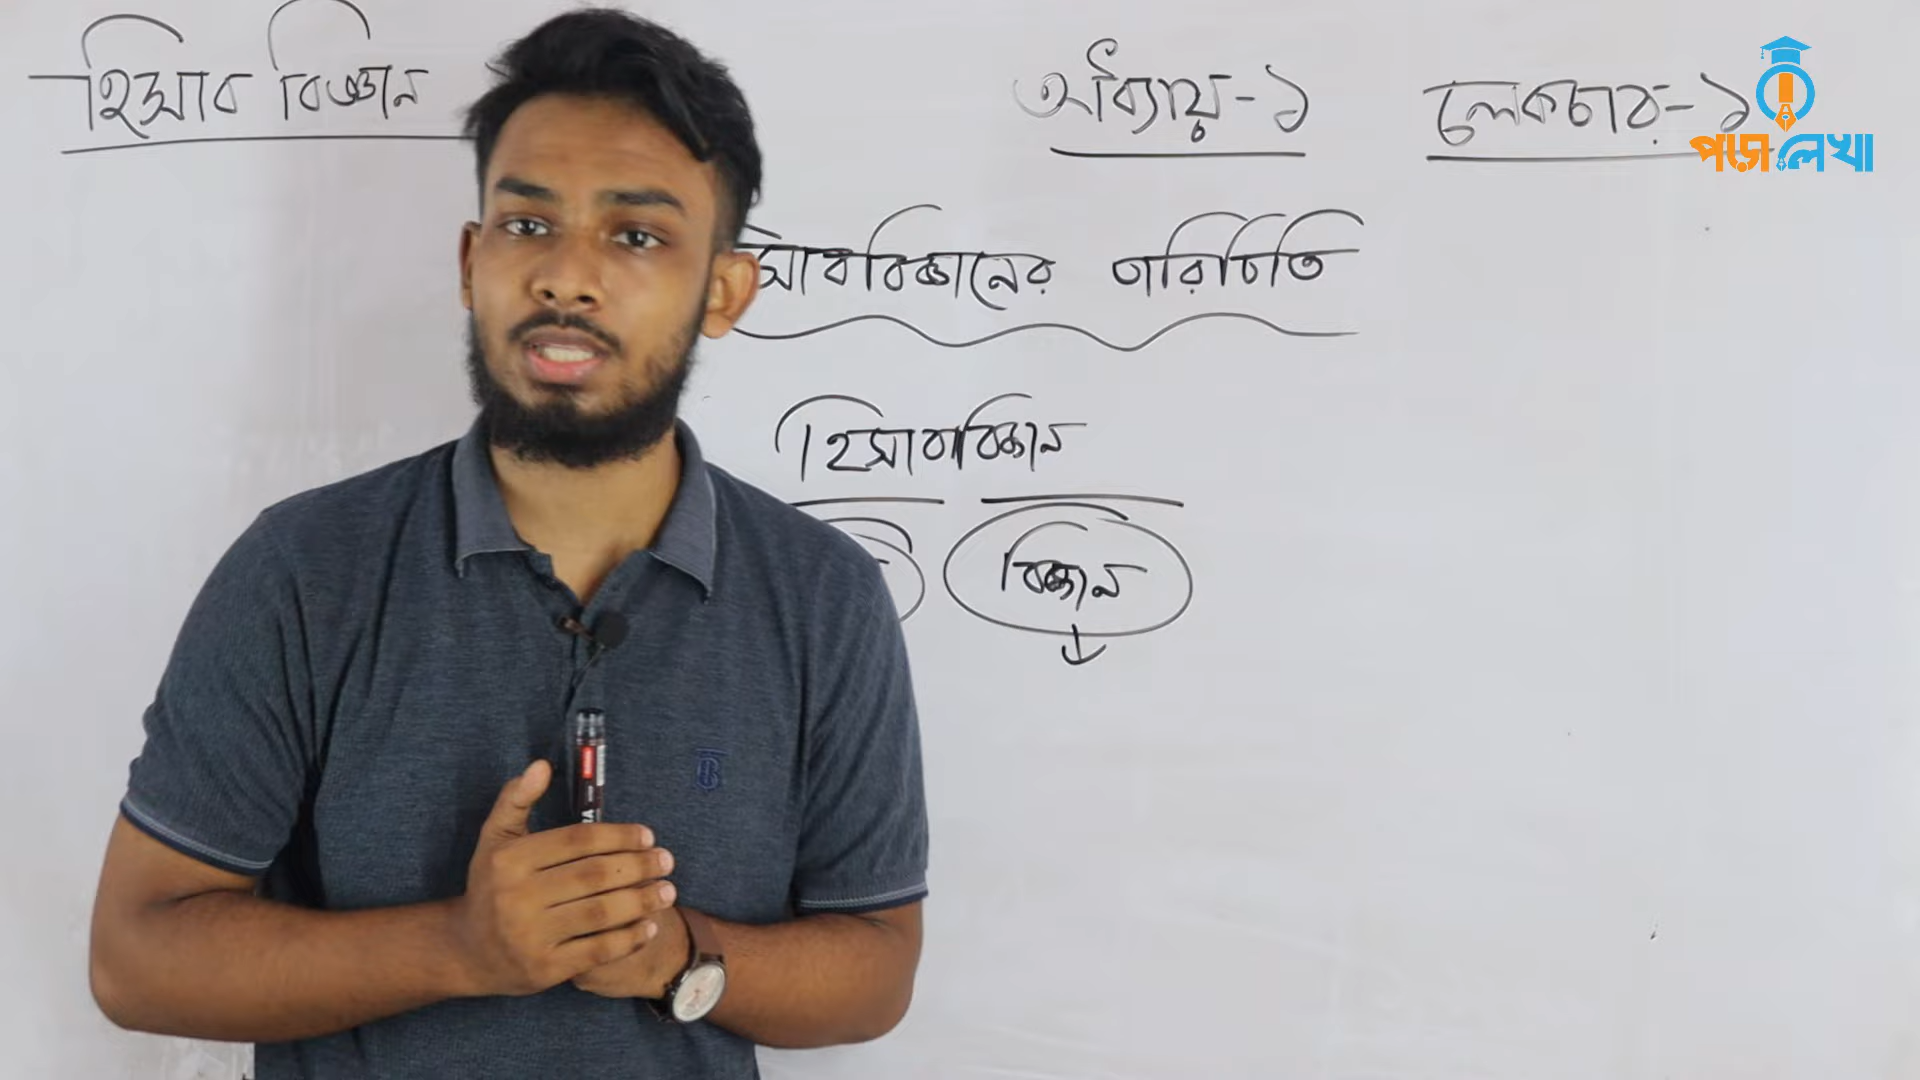 হিসাব বিজ্ঞান অধ্যায়-১ লেকচার-১
পড়ালেখা
সাববিজ্ঞানের পরিচিতি
হিসাববিজ্ঞান
বিজ্ঞান